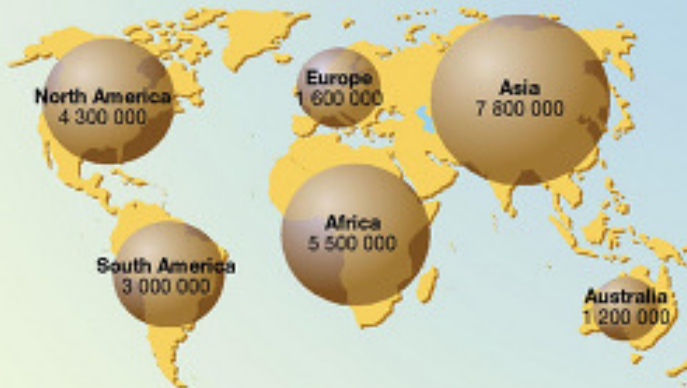 North America
4 300 000
Europe
1 600 000
Asia
7 800 000
Africa
5 500 000
South America
3 000 000
Australia
1 200 000